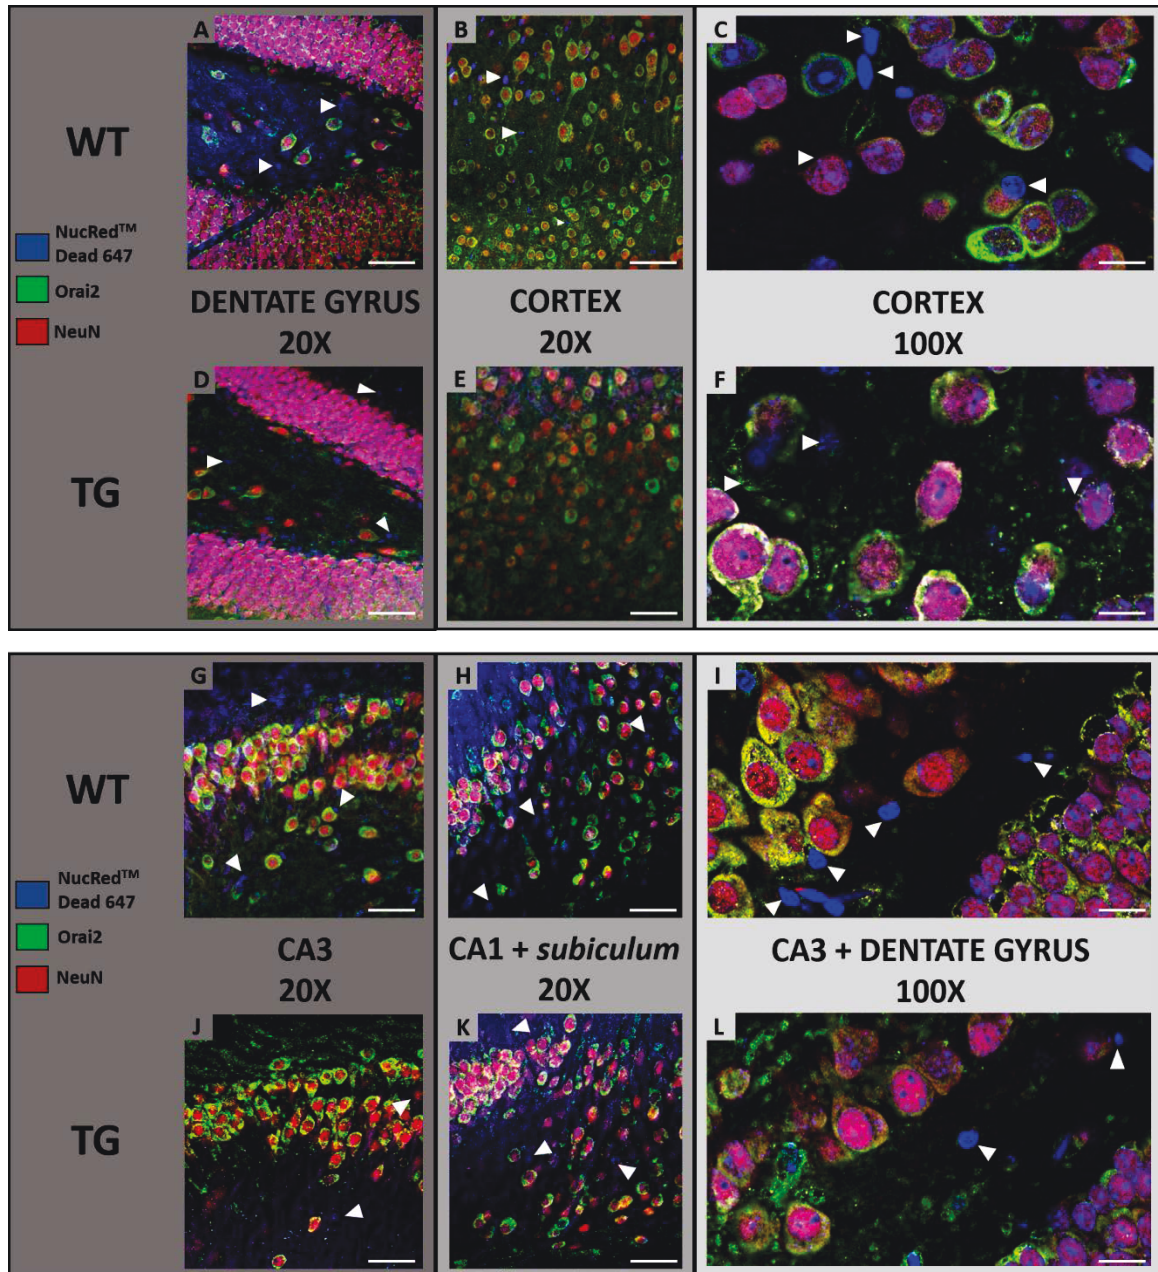 A
B
C
WT
NucRed™
Dead 647
Orai2
NeuN
DENTATE GYRUS
20X
CORTEX
20X
CORTEX
100X
D
E
F
TG
G
H
I
WT
NucRed™
Dead 647
Orai2
NeuN
CA3
20X
CA1 + subiculum
20X
CA3 + DENTATE GYRUS
100X
J
K
L
TG